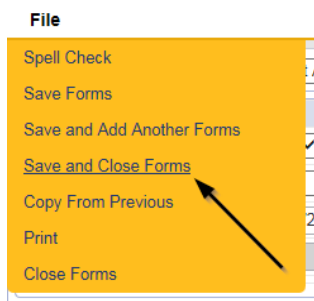 File
Spell Check
Save Forms
Save and Add Another Forms
Save and Close Forms
Copy From Previous
Print
Close Forms